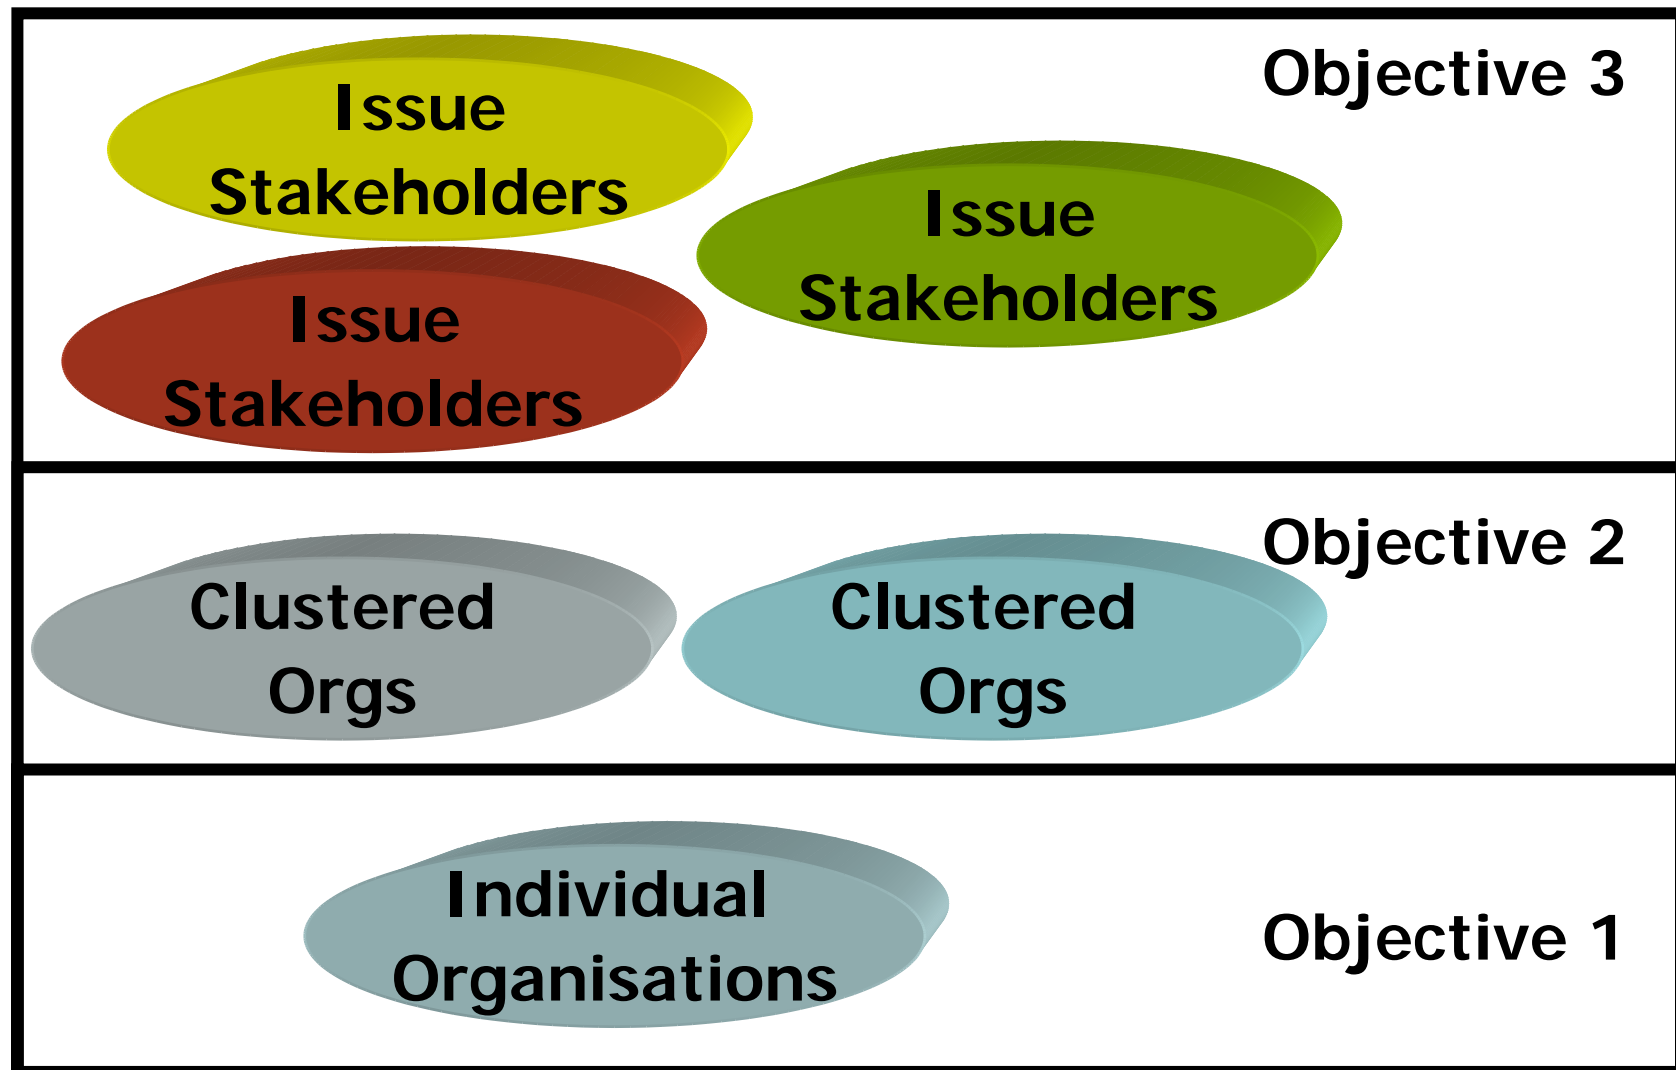 Objective 3
Issue
Stakeholders
Issue
Stakeholders
Issue
Stakeholders
Objective 2
Clustered
Orgs
Clustered
Orgs
Individual
Organisations
Objective 1